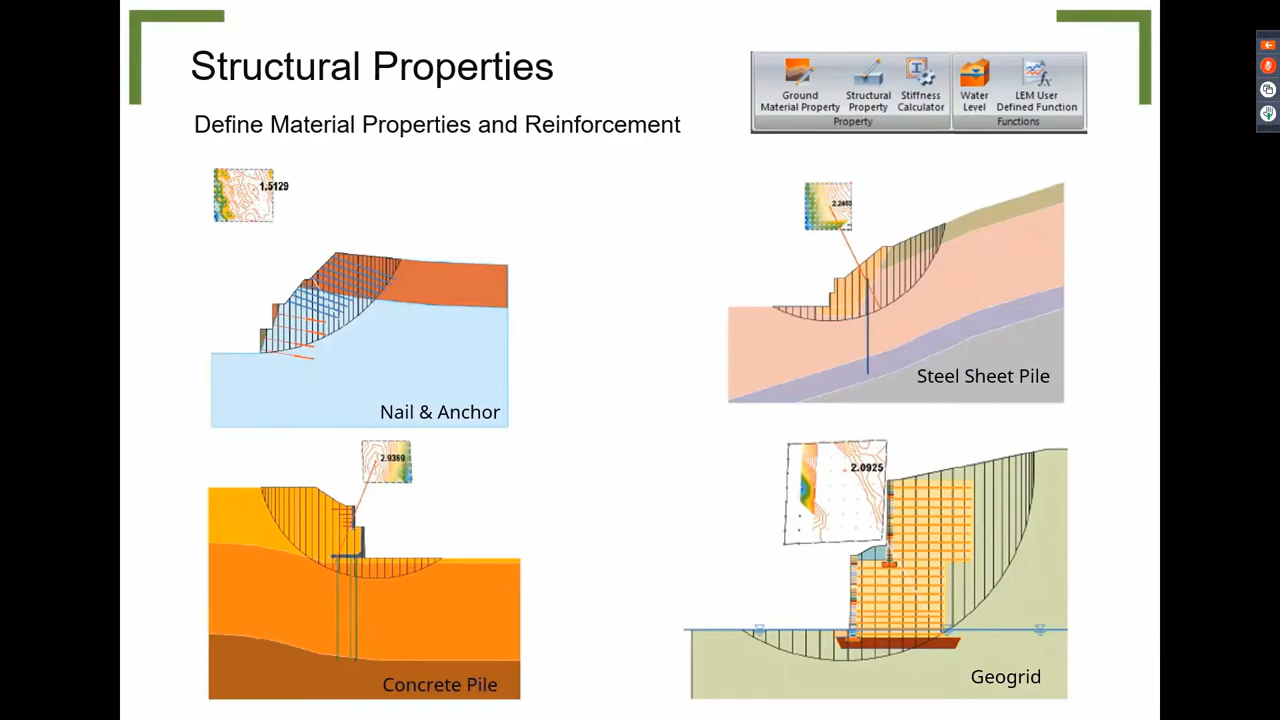 Structural Properties
Define Material Properties and Reinforcement
Ground
Material Property
Structural
Property
Stiffness
Calculator
Water
Level
LEM User
Defined Function
Property
Functions
1.5129
Nail & Anchor
2.2463
Steel Sheet Pile
2.9369
Concrete Pile
2.0925
Geogrid